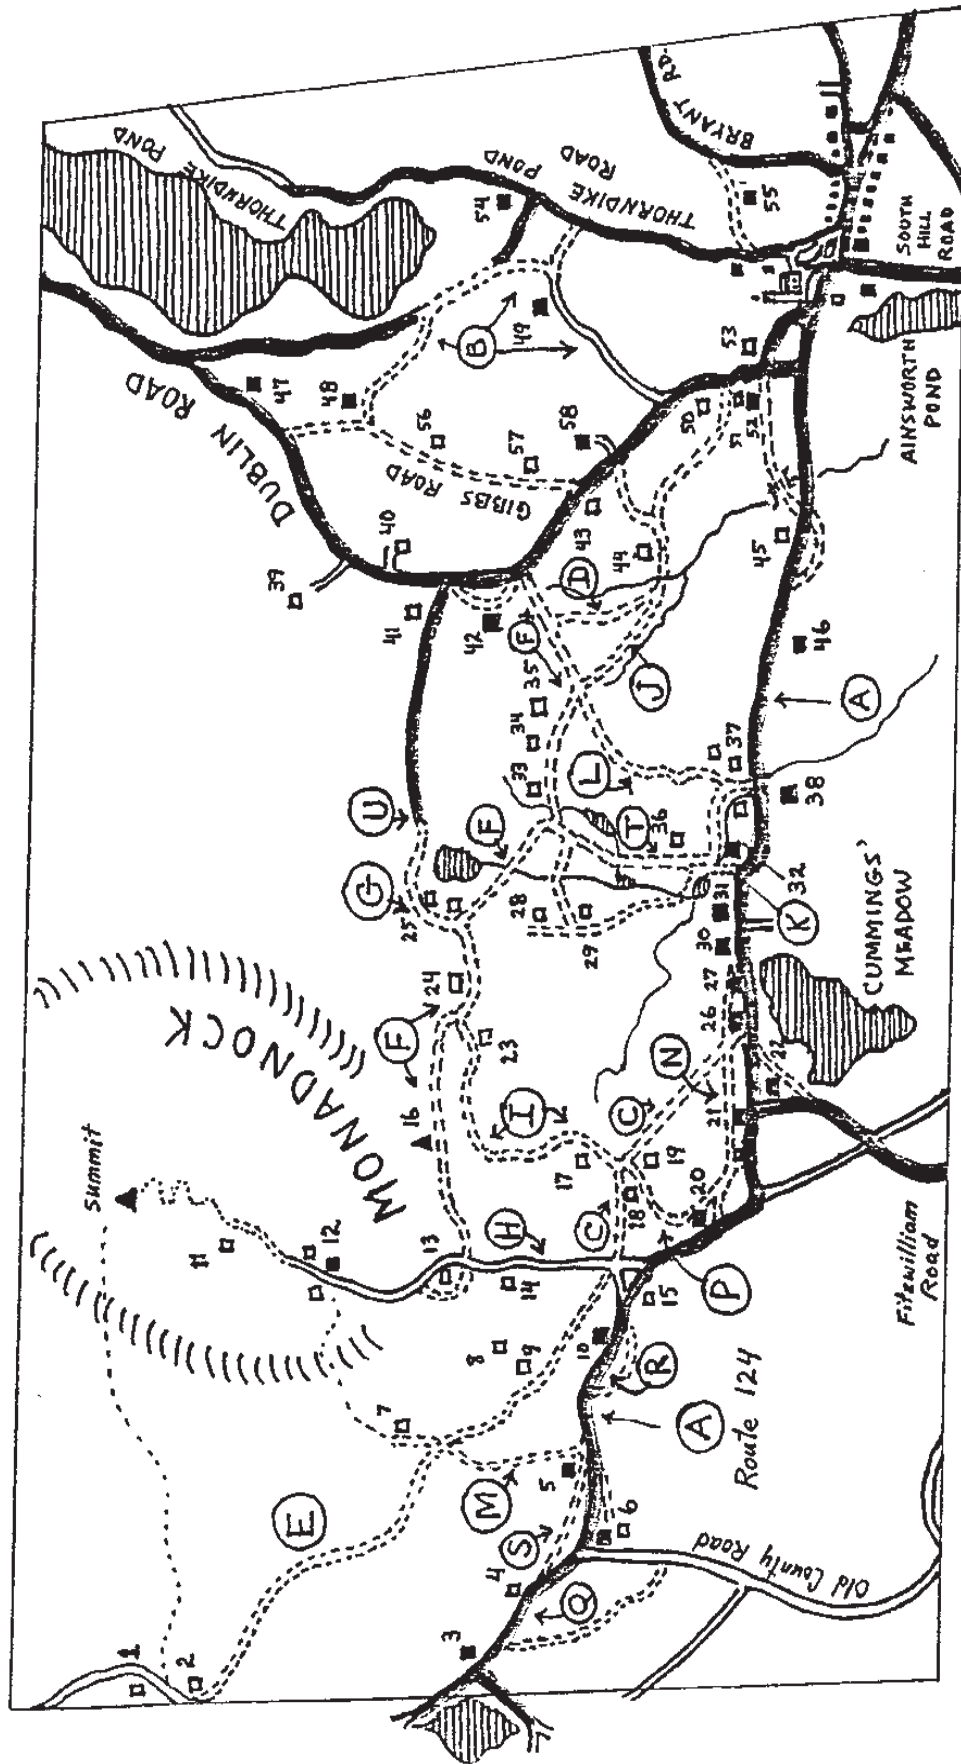 1
2
Summit
11
12
E
MONADNOCK
THORNDIKE POND
DUBLIN ROAD
7
13
16
F
24
25
G
U
41
39
40
47
48
56
GIBBS ROAD
3
4
Q
S
M
5
8
9
14
H
I
23
F
28
29
33
34
35
F
42
D
43
44
57
58
B
49
54
THORNDIKE POND ROAD
6
R
10
15
C
18
17
19
P
20
C
N
T
36
L
J
50
51
52
53
55
BRYANT RD
Old County Road
A
Route 124
21
22
26
27
30
31
K
32
37
38
A
46
45
Fitzwilliam Road
CUMMINGS'
MEADOW
AINSWORTH
POND
SOUTH
HILL
ROAD